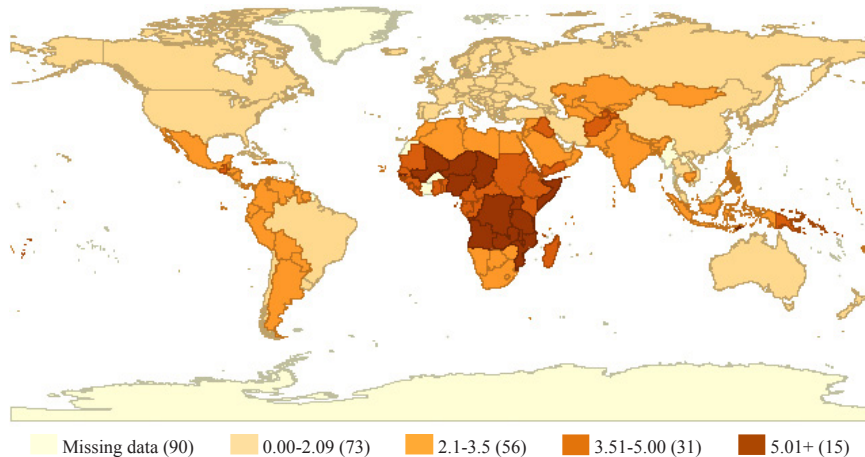 Missing data (90) 0.00-2.09 (73) 2.1-3.5 (56) 3.51-5.00 (31) 5.01+ (15)